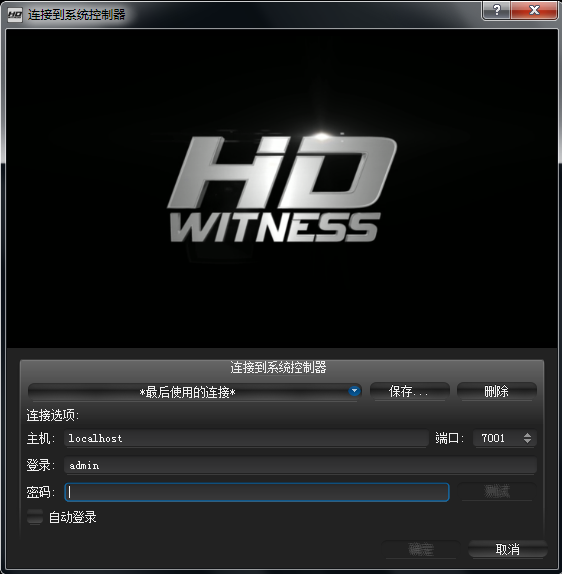 HD 连接到系统控制器
HD
WITNESS
连接到系统控制器
*最后使用的连接* 保存... 删除
连接选项:
主机: localhost 端口: 7001
登录: admin
密码: 测试
自动登录
确定 取消